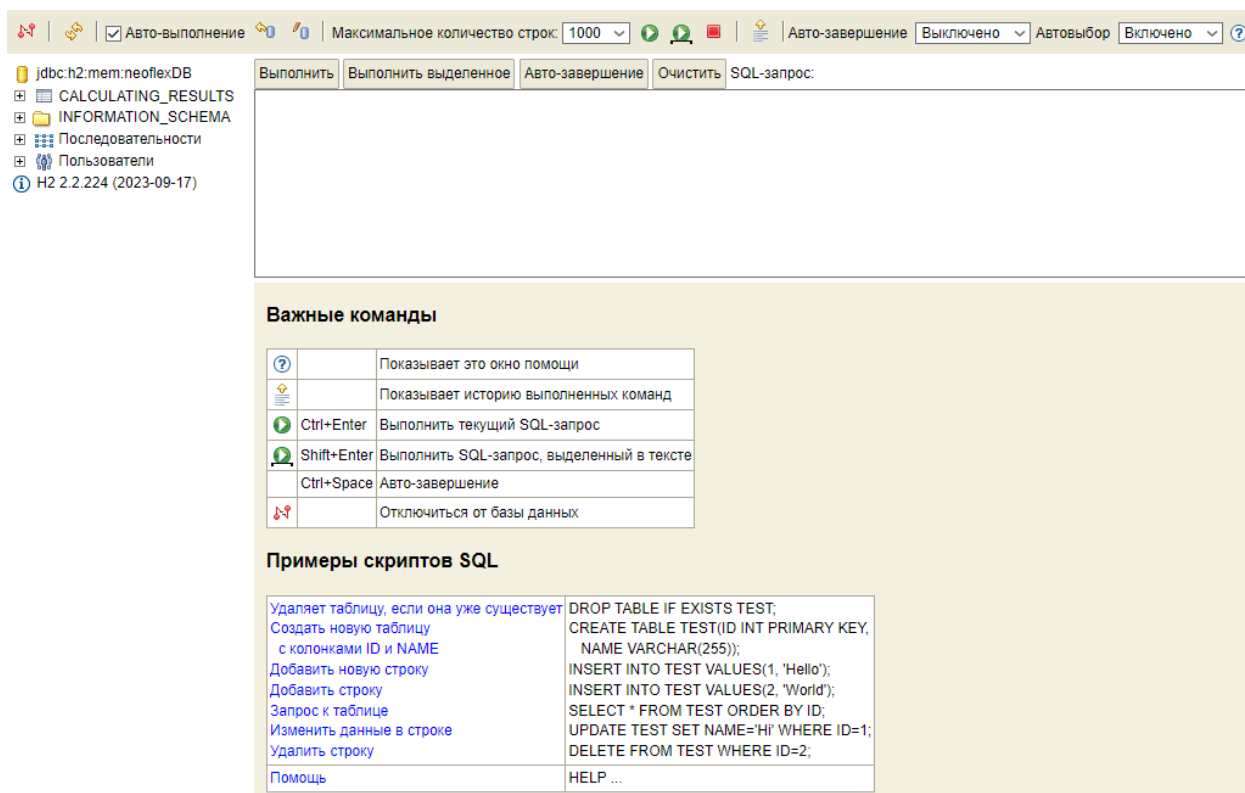 Авто-выполнение Максимальное количество строк: 1000 Авто-завершение Выключено Автовыбор Включено
jdbc:h2:mem:neoflexDB
CALCULATING_RESULTS
INFORMATION_SCHEMA
Последовательности
Пользователи
H2 2.2.224 (2023-09-17)
Выполнить Выполнить выделенное Авто-завершение Очистить SQL-запрос:
Важные команды
Показывает это окно помощи
Показывает историю выполненных команд
Ctrl+Enter Выполнить текущий SQL-запрос
Shift+Enter Выполнить SQL-запрос, выделенный в тексте
Ctrl+Space Авто-завершение
Отключиться от базы данных
Примеры скриптов SQL
Удаляет таблицу, если она уже существует DROP TABLE IF EXISTS TEST;
Создать новую таблицу CREATE TABLE TEST(ID INT PRIMARY KEY,
с колонками ID и NAME NAME VARCHAR(255));
Добавить новую строку INSERT INTO TEST VALUES(1, 'Hello');
Добавить строку INSERT INTO TEST VALUES(2, 'World');
Запрос к таблице SELECT * FROM TEST ORDER BY ID;
Изменить данные в строке UPDATE TEST SET NAME='Hi' WHERE ID=1;
Удалить строку DELETE FROM TEST WHERE ID=2;
Помощь HELP ...